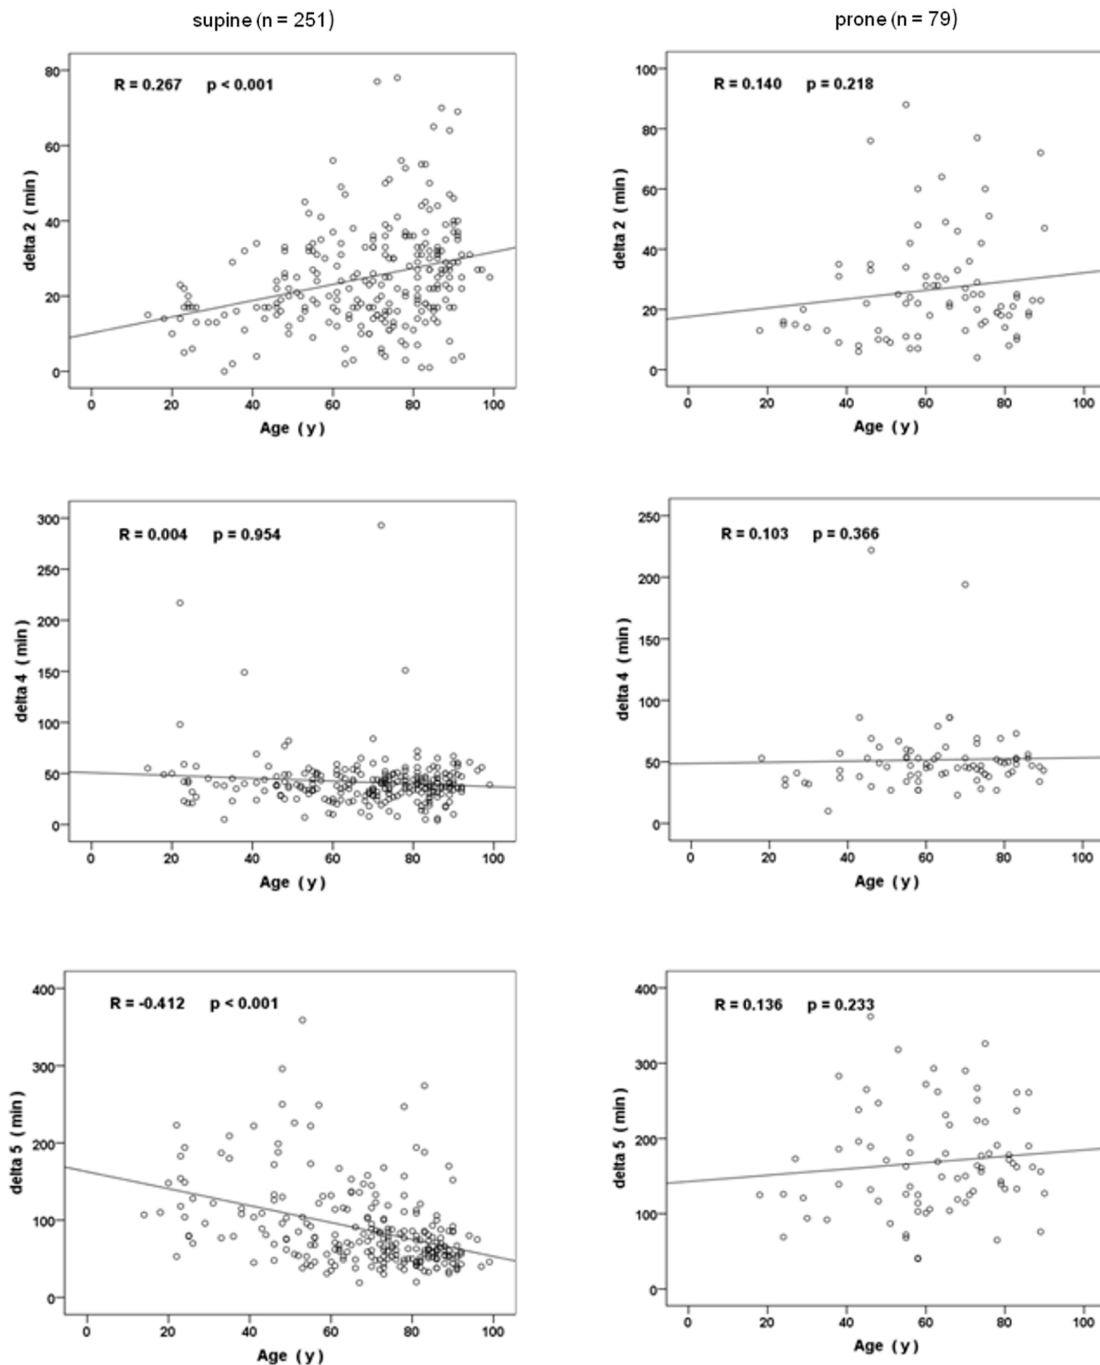 supine (n = 251)
prone (n = 79)
R = 0.267 p < 0.001
80
60
40
20
0
delta 2 (min)
0 20 40 60 80 100
Age (y)
R = 0.140 p = 0.218
100
80
60
40
20
0
delta 2 (min)
0 20 40 60 80 100
Age (y)
R = 0.004 p = 0.954
300
250
200
150
100
50
0
delta 4 (min)
0 20 40 60 80 100
Age (y)
R = 0.103 p = 0.366
250
200
150
100
50
0
delta 4 (min)
0 20 40 60 80 100
Age (y)
R = -0.412 p < 0.001
400
300
200
100
0
delta 5 (min)
0 20 40 60 80 100
Age (y)
R = 0.136 p = 0.233
400
300
200
100
0
delta 5 (min)
0 20 40 60 80 100
Age (y)